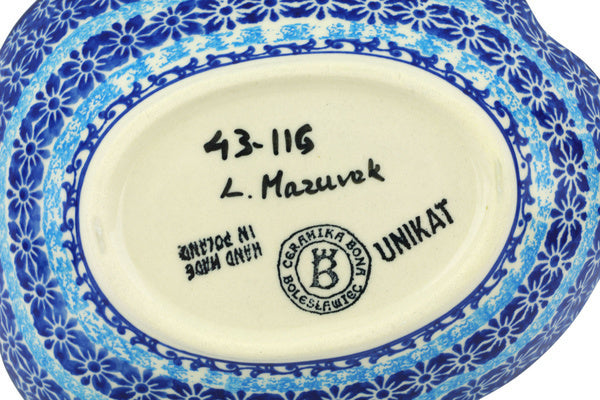 43-116
L. Mazurek
HAND MADE
IN POLAND
CERAMIKA BONA
B
BOLESŁAWIEC
UNIKAT